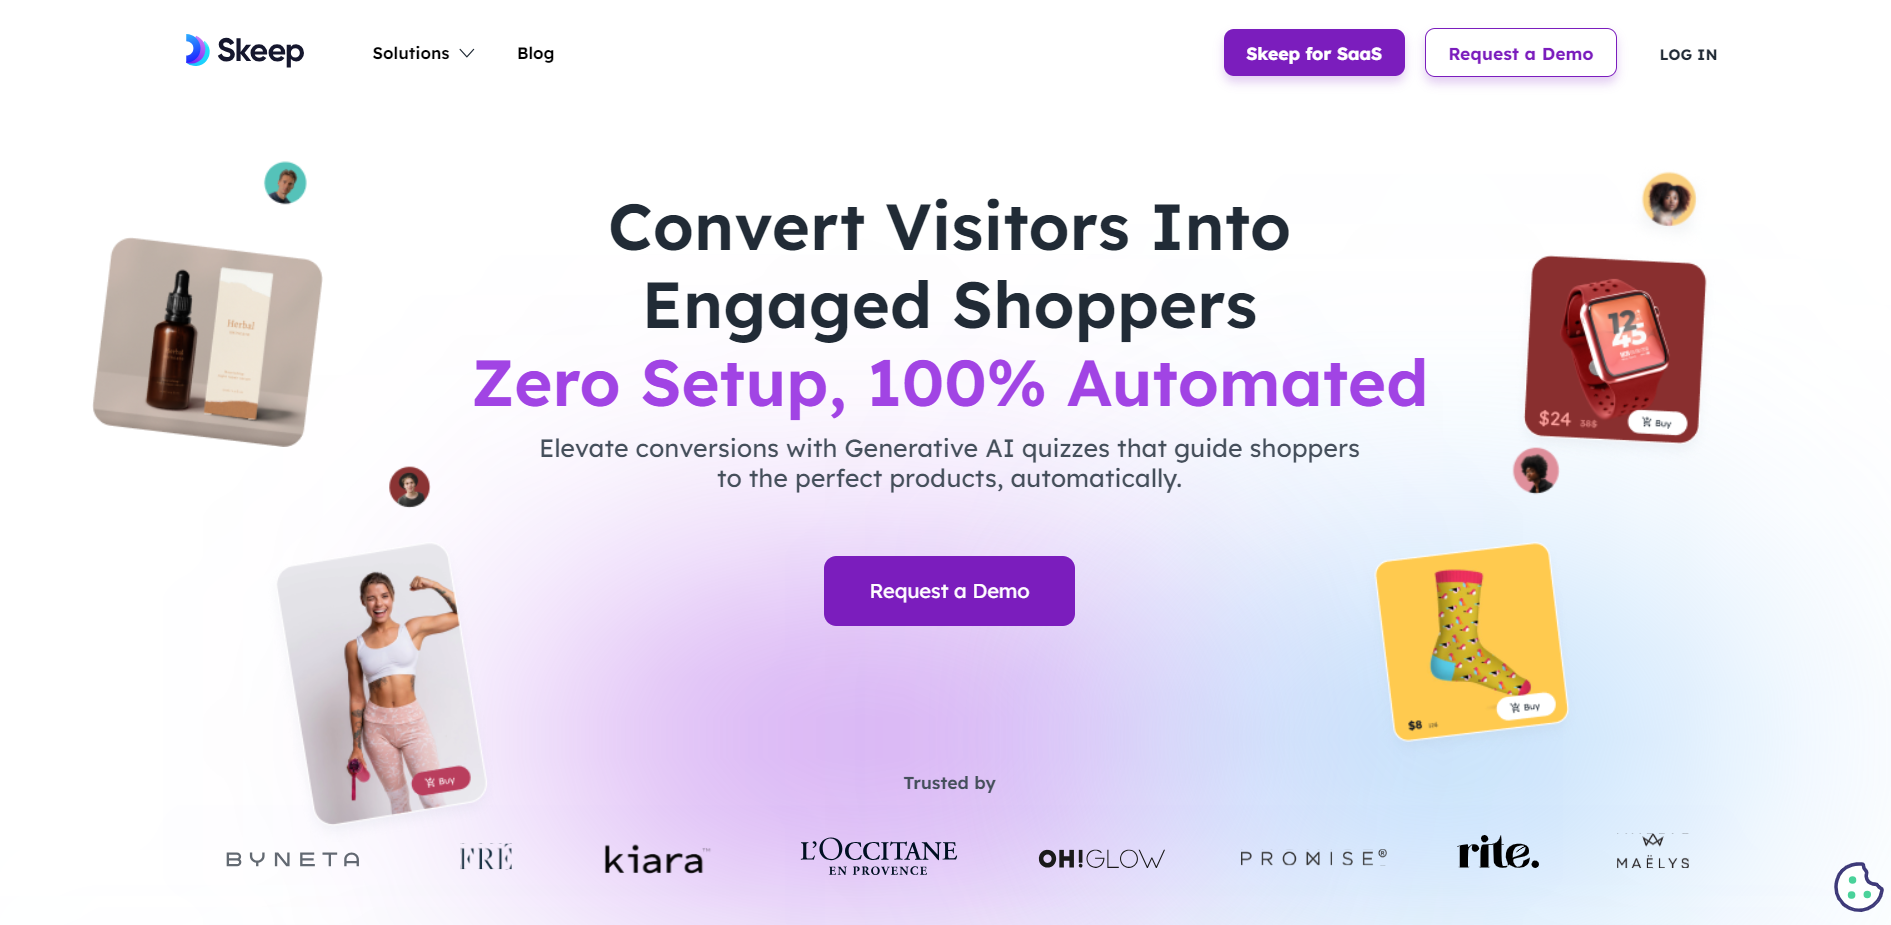 Skeep
Solutions
Blog
Skeep for SaaS
Request a Demo
LOG IN
Convert Visitors Into
Engaged Shoppers
Zero Setup, 100% Automated
Elevate conversions with Generative AI quizzes that guide shoppers
to the perfect products, automatically.
Request a Demo
Herbal
12
45
$24 38$
Buy
Buy
$8
Buy
Trusted by
BYNETA
FRÉ
kiara™
L'OCCITANE
EN PROVENCE
OH!GLOW
PROMISE®
rite.
MAËLYS